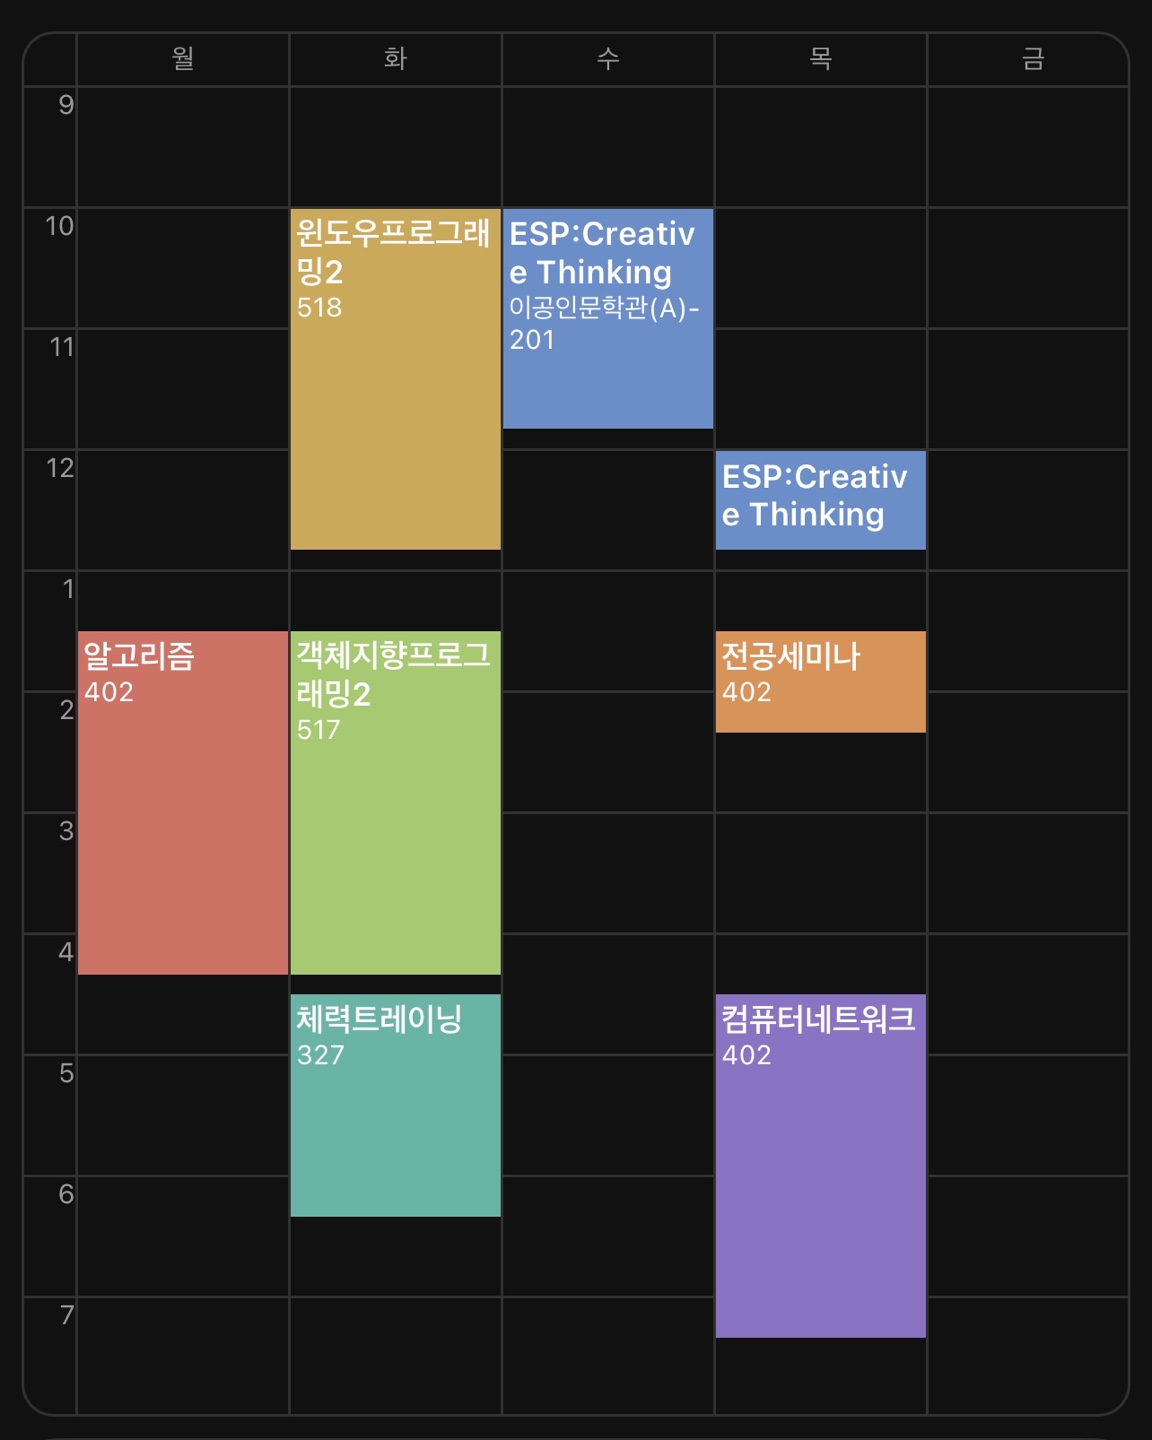 월 화 수 목 금
9
10
윈도우프로그래
밍2
518
ESP:Creativ
e Thinking
이공인문학관(A)-
201
11
12
ESP:Creativ
e Thinking
1
알고리즘
402
객체지향프로그
래밍2
517
전공세미나
402
2
3
4
체력트레이닝
327
컴퓨터네트워크
402
5
6
7